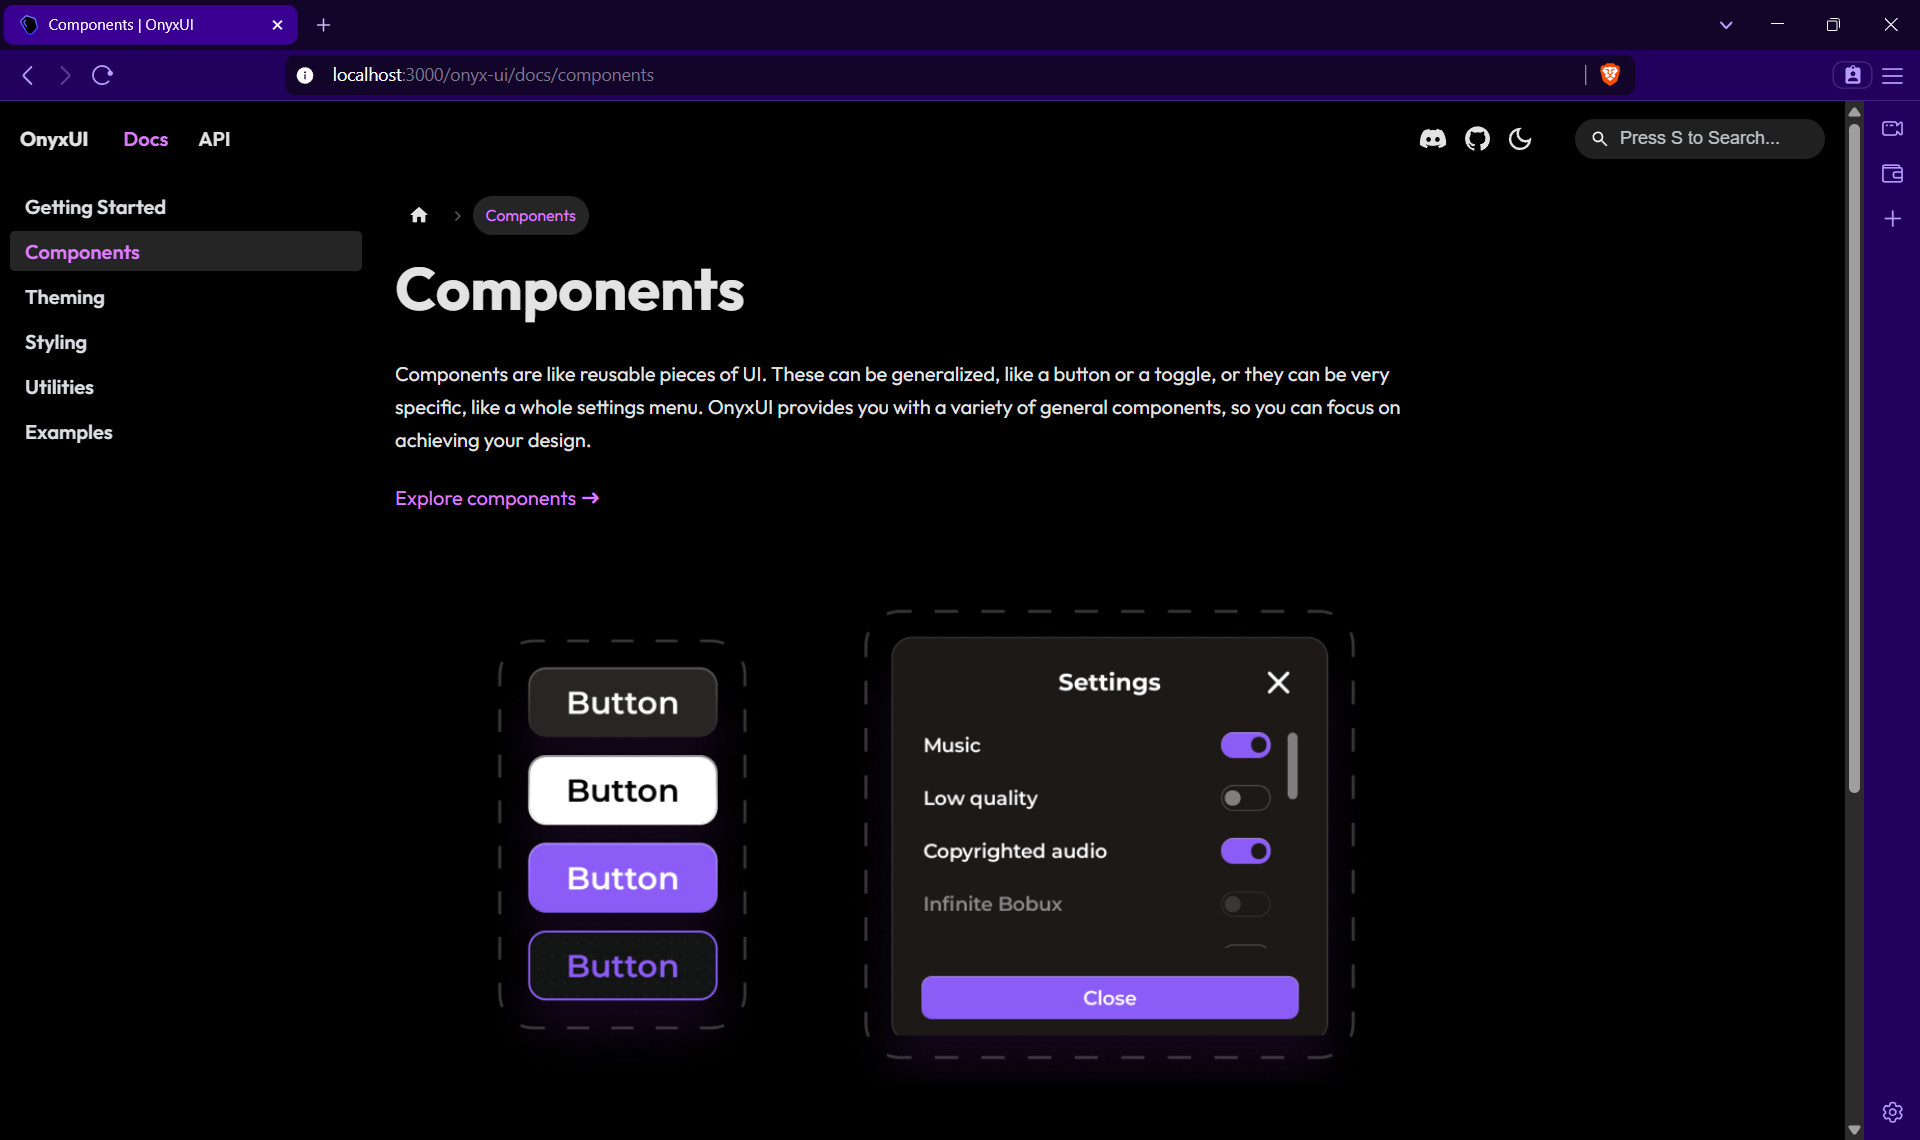 Components | OnyxUI
localhost:3000/onyx-ui/docs/components
OnyxUI Docs API
Press S to Search...
Getting Started
Components
Theming
Styling
Utilities
Examples
Components
Components
Components are like reusable pieces of UI. These can be generalized, like a button or a toggle, or they can be very
specific, like a whole settings menu. OnyxUI provides you with a variety of general components, so you can focus on
achieving your design.
Explore components →
Button
Button
Button
Button
Settings
Music
Low quality
Copyrighted audio
Infinite Bobux
Close